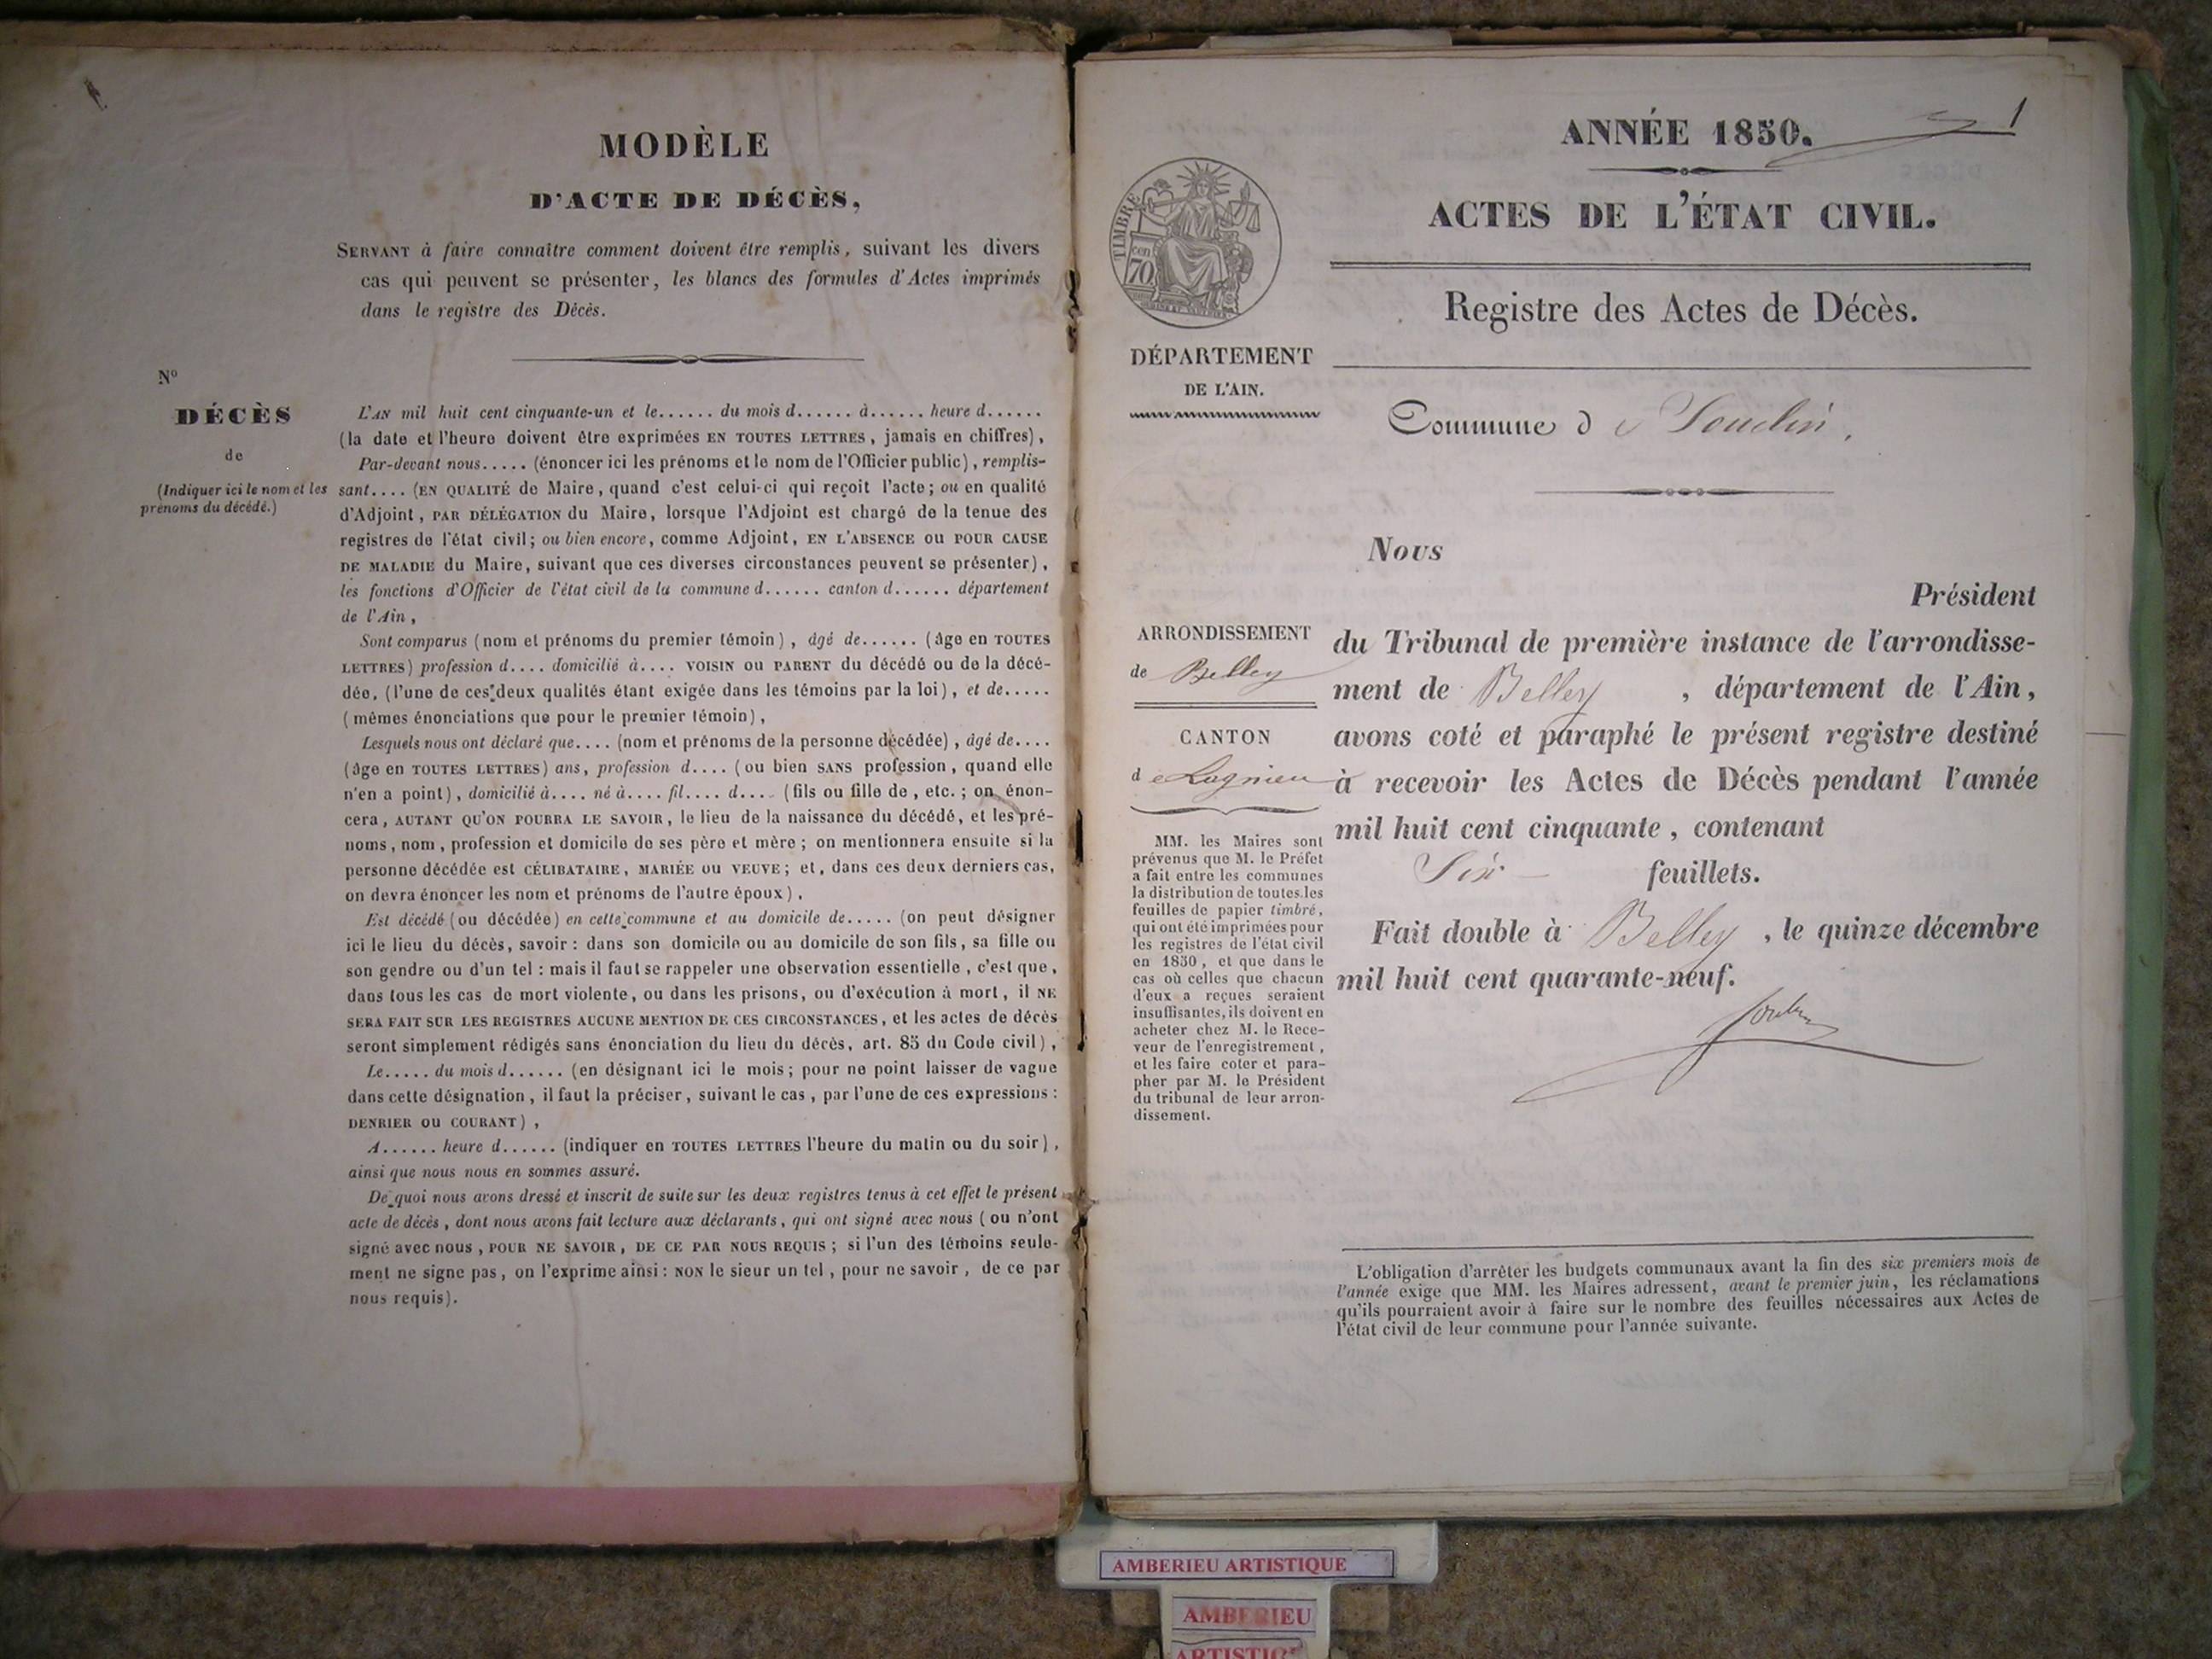 MODÈLE
D'ACTE DE DÉCÈS,
SERVANT à faire connaître comment doivent être remplis, suivant les divers
cas qui peuvent se présenter, les blancs des formules d'Actes imprimés
dans le registre des Décès.
No
DÉCÈS
de
(Indiquer ici le nom et les
prénoms du décédé.)
L'AN mil huit cent cinquante-un et le...... du mois d...... à...... heure d......
(la date et l'heure doivent être exprimées EN TOUTES LETTRES, jamais en chiffres),
Par-devant nous..... (énoncer ici les prénoms et le nom de l'Officier public), remplis-
sant.... (EN QUALITÉ de Maire, quand c'est celui-ci qui reçoit l'acte; ou en qualité
d'Adjoint, PAR DÉLÉGATION du Maire, lorsque l'Adjoint est chargé de la tenue des
registres de l'état civil; ou bien encore, comme Adjoint, EN L'ABSENCE OU POUR CAUSE
DE MALADIE du Maire, suivant que ces diverses circonstances peuvent se présenter),
les fonctions d'Officier de l'état civil de la commune d...... canton d...... département
de l'Ain,
Sont comparus (nom et prénoms du premier témoin), âgé de...... (âge en TOUTES
LETTRES) profession d.... domicilié à.... VOISIN OU PARENT du décédé ou de la décé-
dée, (l'une de ces deux qualités étant exigée dans les témoins par la loi), et de.....
(mêmes énonciations que pour le premier témoin),
Lesquels nous ont déclaré que.... (nom et prénoms de la personne décédée), âgé de....
(âge en TOUTES LETTRES) ans, profession d.... (ou bien SANS profession, quand elle
n'en a point), domicilié à.... né à.... fil.... d.... (fils ou fille de, etc.; on énon-
cera, AUTANT QU'ON POURRA LE SAVOIR, le lieu de la naissance du décédé, et les pré-
noms, nom, profession et domicile de ses père et mère; on mentionnera ensuite si la
personne décédée est CÉLIBATAIRE, MARIÉE OU VEUVE; et, dans ces deux derniers cas,
on devra énoncer les nom et prénoms de l'autre époux),
Est décédé (ou décédée) en cette commune et au domicile de..... (on peut désigner
ici le lieu du décès, savoir: dans son domicile ou au domicile de son fils, sa fille ou
son gendre ou d'un tel: mais il faut se rappeler une observation essentielle, c'est que,
dans tous les cas de mort violente, ou dans les prisons, ou d'exécution à mort, il NE
SERA FAIT SUR LES REGISTRES AUCUNE MENTION DE CES CIRCONSTANCES, et les actes de décès
seront simplement rédigés sans énonciation du lieu du décès, art. 85 du Code civil),
Le..... du mois d...... (en désignant ici le mois; pour ne point laisser de vague
dans cette désignation, il faut la préciser, suivant le cas, par l'une de ces expressions:
DENRIER OU COURANT),
A...... heure d...... (indiquer en TOUTES LETTRES l'heure du matin ou du soir),
ainsi que nous nous en sommes assuré.
De quoi nous avons dressé et inscrit de suite sur les deux registres tenus à cet effet le présent
acte de décès, dont nous avons fait lecture aux déclarants, qui ont signé avec nous (ou n'ont
signé avec nous, POUR NE SAVOIR, DE CE PAR NOUS REQUIS; si l'un des témoins seule-
ment ne signe pas, on l'exprime ainsi: NON le sieur un tel, pour ne savoir, de ce par
nous requis).
1
ANNÉE 1850.
ACTES DE L'ÉTAT CIVIL.
TIMBRE
cen
70
Registre des Actes de Décès.
DÉPARTEMENT
DE L'AIN.
Commune de Souclin.
Nous
Président
du Tribunal de première instance de l'arrondisse-
ment de Belley, département de l'Ain,
avons coté et paraphé le présent registre destiné
à recevoir les Actes de Décès pendant l'année
mil huit cent cinquante, contenant
Six feuillets.
Fait double à Belley, le quinze décembre
mil huit cent quarante-neuf.
ARRONDISSEMENT
de Belley
CANTON
de Lagnieu
MM. les Maires sont
prévenus que M. le Préfet
a fait entre les communes
la distribution de toutes les
feuilles de papier timbré,
qui ont été imprimées pour
les registres de l'état civil
en 1850, et que dans le
cas où celles que chacun
d'eux a reçues seraient
insuffisantes, ils doivent en
acheter chez M. le Rece-
veur de l'enregistrement,
et les faire coter et para-
pher par M. le Président
du tribunal de leur arron-
dissement.
L'obligation d'arrêter les budgets communaux avant la fin des six premiers mois de
l'année exige que MM. les Maires adressent, avant le premier juin, les réclamations
qu'ils pourraient avoir à faire sur le nombre des feuilles nécessaires aux Actes de
l'état civil de leur commune pour l'année suivante.
AMBERIEU ARTISTIQUE
AMBERIEU
ARTISTIQUE